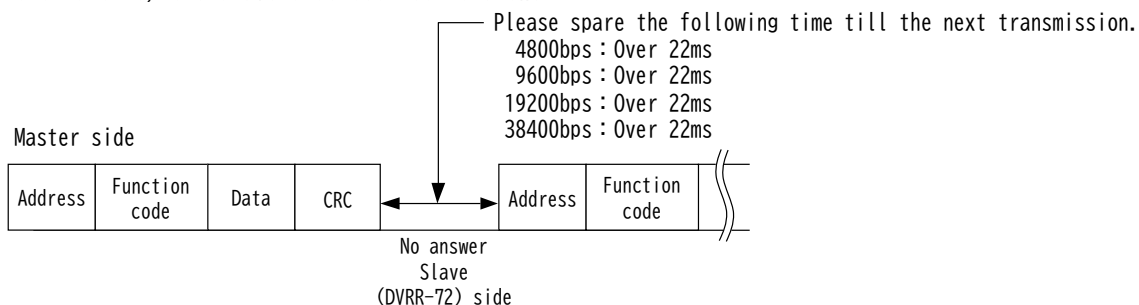 Please spare the following time till the next transmission.
4800bps：Over 22ms
9600bps：Over 22ms
19200bps：Over 22ms
38400bps：Over 22ms
Master side
Address
Function
code
Data
CRC
Address
Function
code
No answer
Slave
(DVRR-72) side